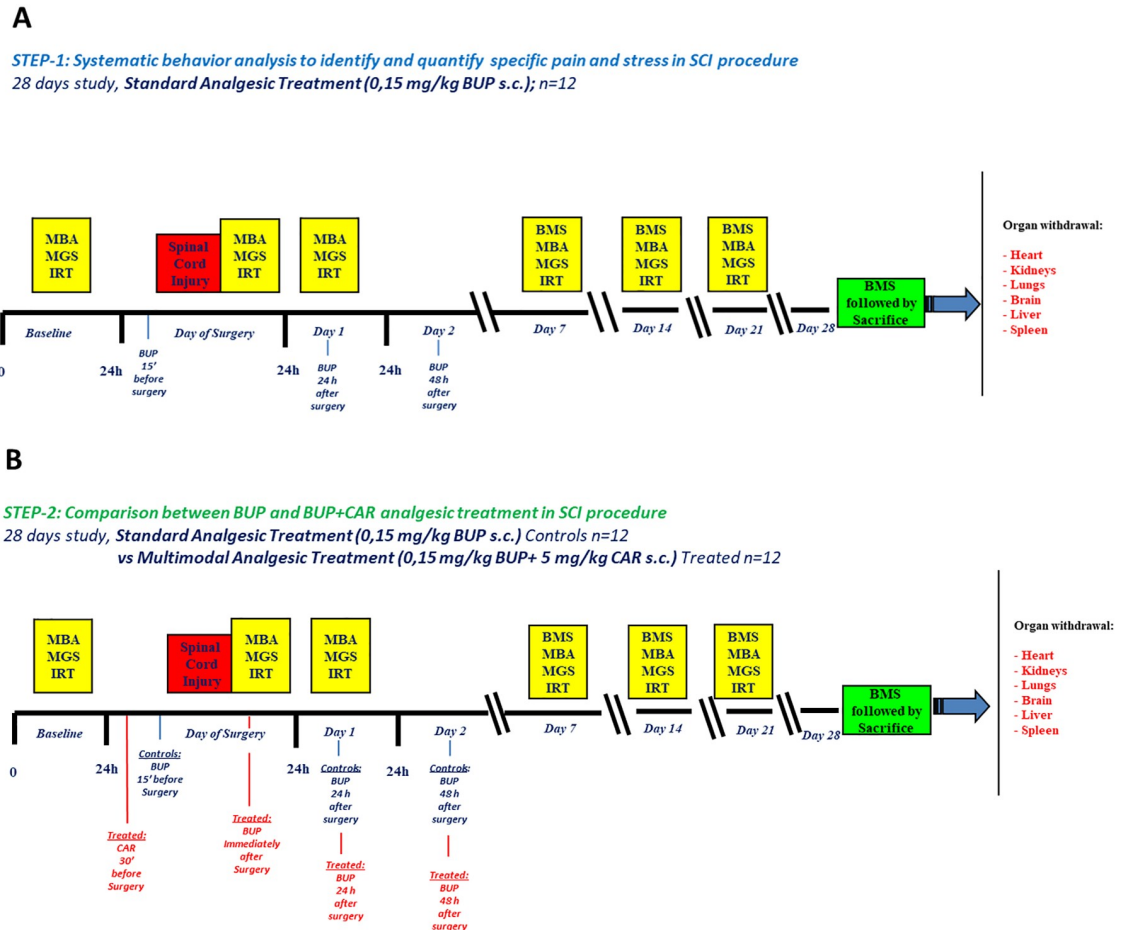 A
STEP-1: Systematic behavior analysis to identify and quantify specific pain and stress in SCI procedure
28 days study, Standard Analgesic Treatment (0,15 mg/kg BUP s.c.); n=12
MBA
MGS
IRT
Spinal
Cord
Injury
MBA
MGS
IRT
MBA
MGS
IRT
BMS
MBA
MGS
IRT
BMS
MBA
MGS
IRT
BMS
MBA
MGS
IRT
BMS
followed by
Sacrifice
Organ withdrawal:
- Heart
- Kidneys
- Lungs
- Brain
- Liver
- Spleen
Baseline
Day of Surgery
Day 1
Day 2
Day 7
Day 14
Day 21
Day 28
0
24h
BUP
15'
before
surgery
24h
BUP
24 h
after
surgery
24h
BUP
48 h
after
surgery
B
STEP-2: Comparison between BUP and BUP+CAR analgesic treatment in SCI procedure
28 days study, Standard Analgesic Treatment (0,15 mg/kg BUP s.c.) Controls n=12
vs Multimodal Analgesic Treatment (0,15 mg/kg BUP+ 5 mg/kg CAR s.c.) Treated n=12
MBA
MGS
IRT
Spinal
Cord
Injury
MBA
MGS
IRT
MBA
MGS
IRT
BMS
MBA
MGS
IRT
BMS
MBA
MGS
IRT
BMS
MBA
MGS
IRT
BMS
followed by
Sacrifice
Organ withdrawal:
- Heart
- Kidneys
- Lungs
- Brain
- Liver
- Spleen
Baseline
Day of Surgery
Day 1
Day 2
Day 7
Day 14
Day 21
Day 28
0
24h
Controls:
BUP
15' before
Surgery
24h
Controls:
BUP
24 h
after
surgery
24h
Controls:
BUP
48 h
after
surgery
Treated:
CAR
30'
before
Surgery
Treated:
BUP
Immediately
after
Surgery
Treated:
BUP
24 h
after
surgery
Treated:
BUP
48 h
after
surgery